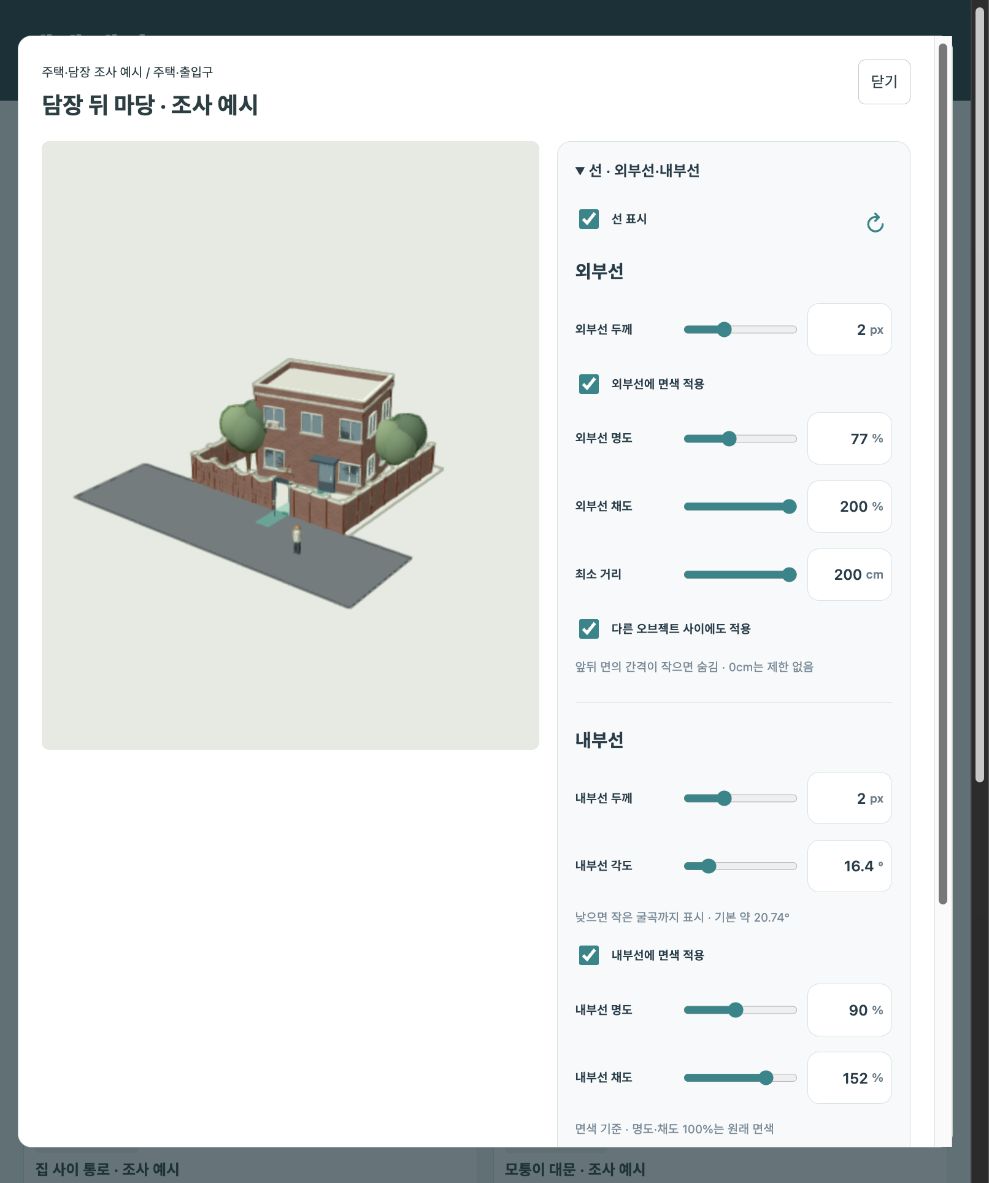 주택·담장 조사 예시 / 주택·출입구
담장 뒤 마당 · 조사 예시
닫기
▼ 선 · 외부선·내부선
선 표시
외부선
외부선 두께
2 px
외부선에 면색 적용
외부선 명도
77 %
외부선 채도
200 %
최소 거리
200 cm
다른 오브젝트 사이에도 적용
앞뒤 면의 간격이 작으면 숨김 · 0cm는 제한 없음
내부선
내부선 두께
2 px
내부선 각도
16.4 °
낮으면 작은 굴곡까지 표시 · 기본 약 20.74°
내부선에 면색 적용
내부선 명도
90 %
내부선 채도
152 %
면색 기준 · 명도·채도 100%는 원래 면색
집 사이 통로 · 조사 예시
모퉁이 대문 · 조사 예시